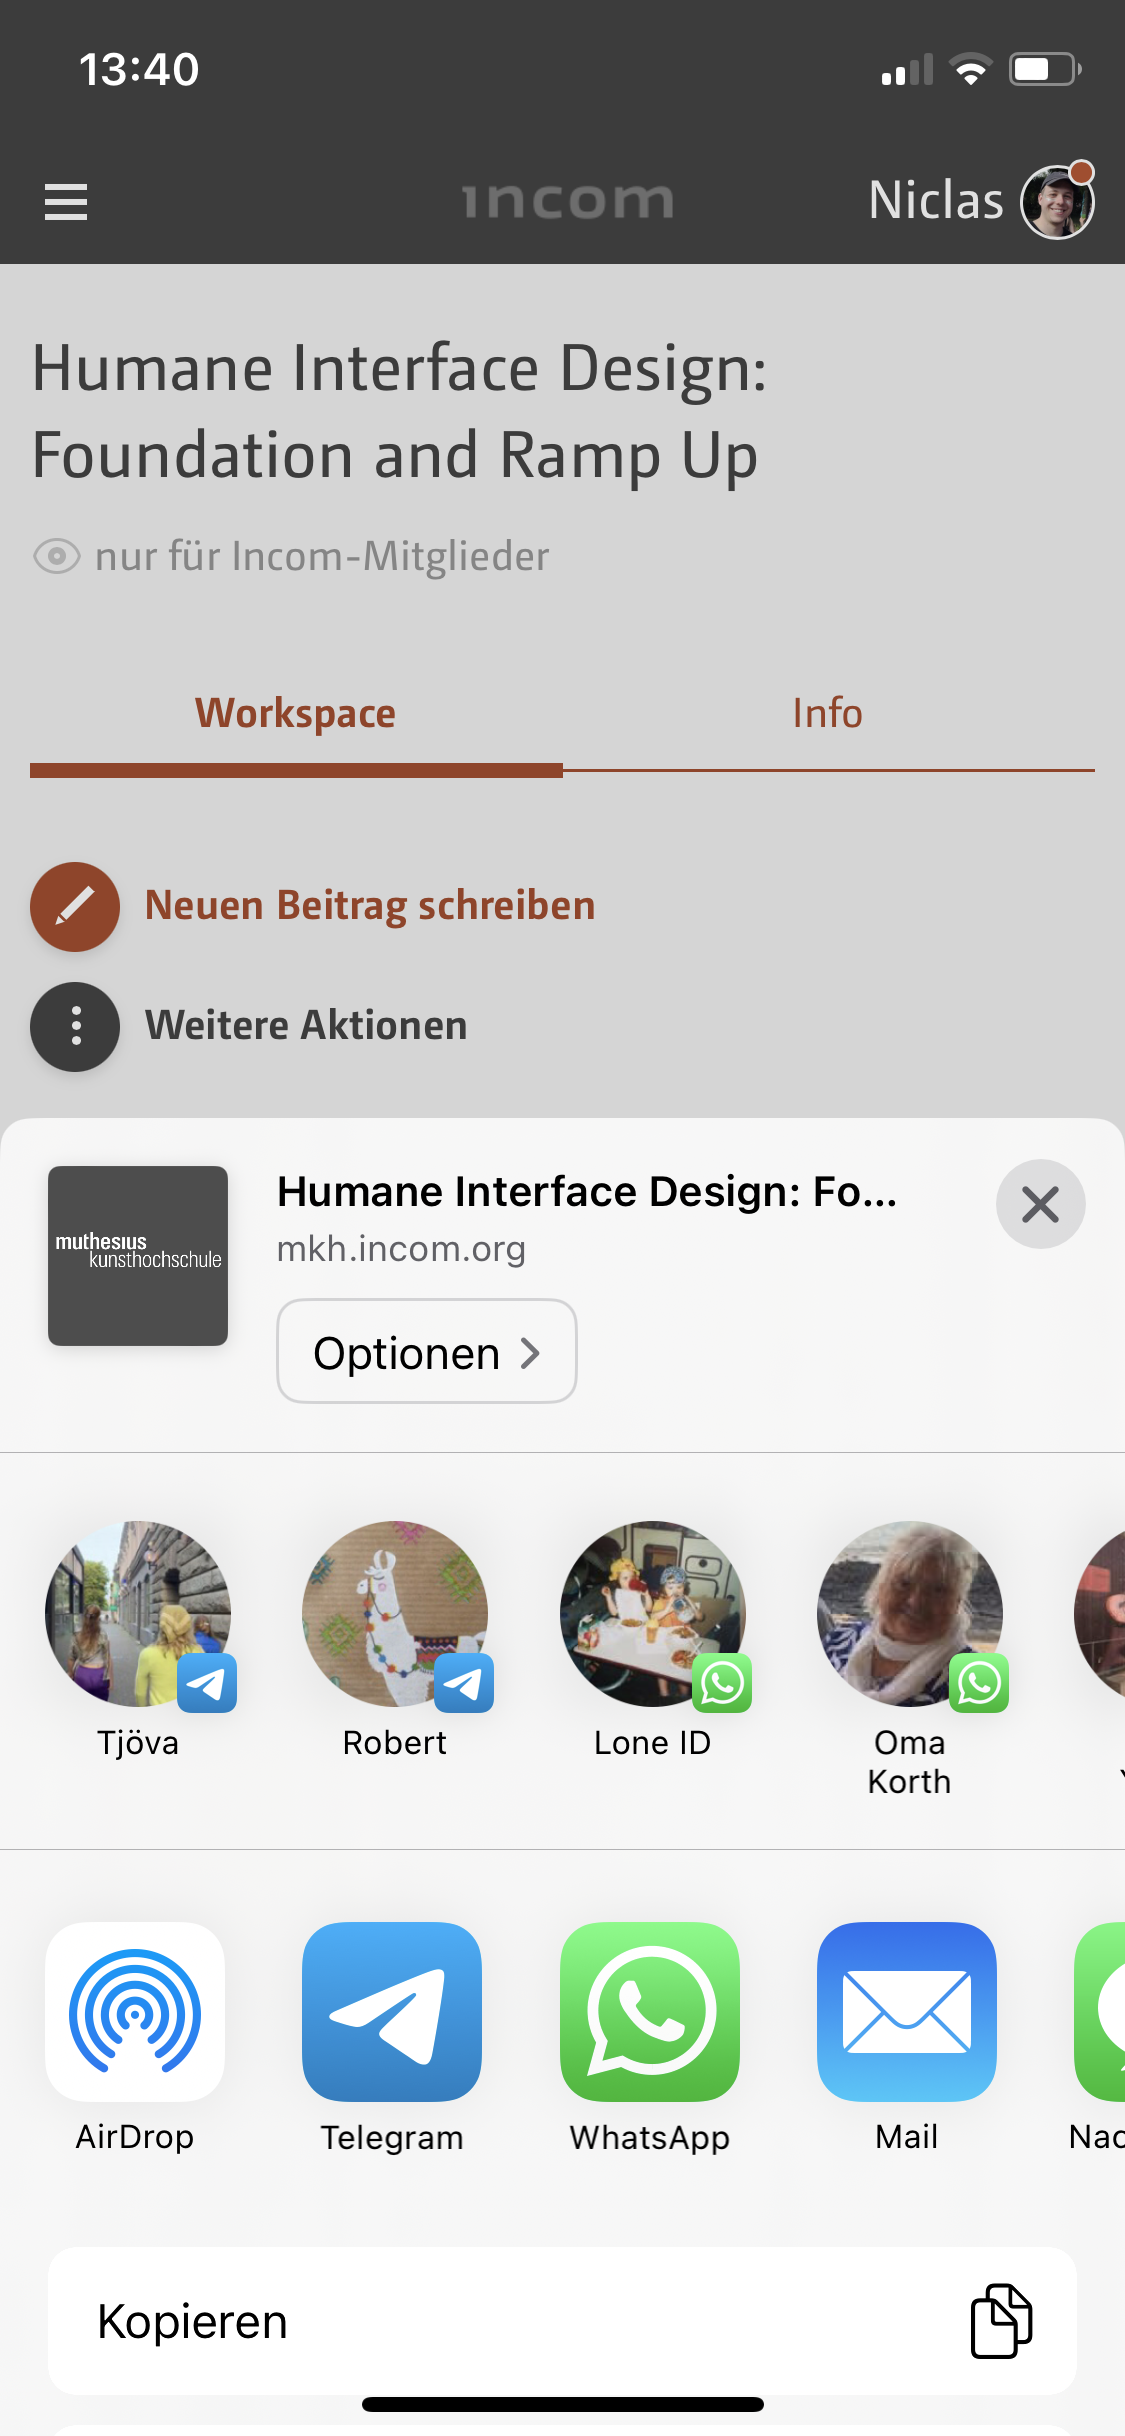 13:40
incom
Niclas
Humane Interface Design:
Foundation and Ramp Up
nur für Incom-Mitglieder
Workspace
Info
Neuen Beitrag schreiben
Weitere Aktionen
muthesius
kunsthochschule
Humane Interface Design: Fo...
mkh.incom.org
Optionen
Tjöva
Robert
Lone ID
Oma
Korth
AirDrop
Telegram
WhatsApp
Mail
Nac
Kopieren